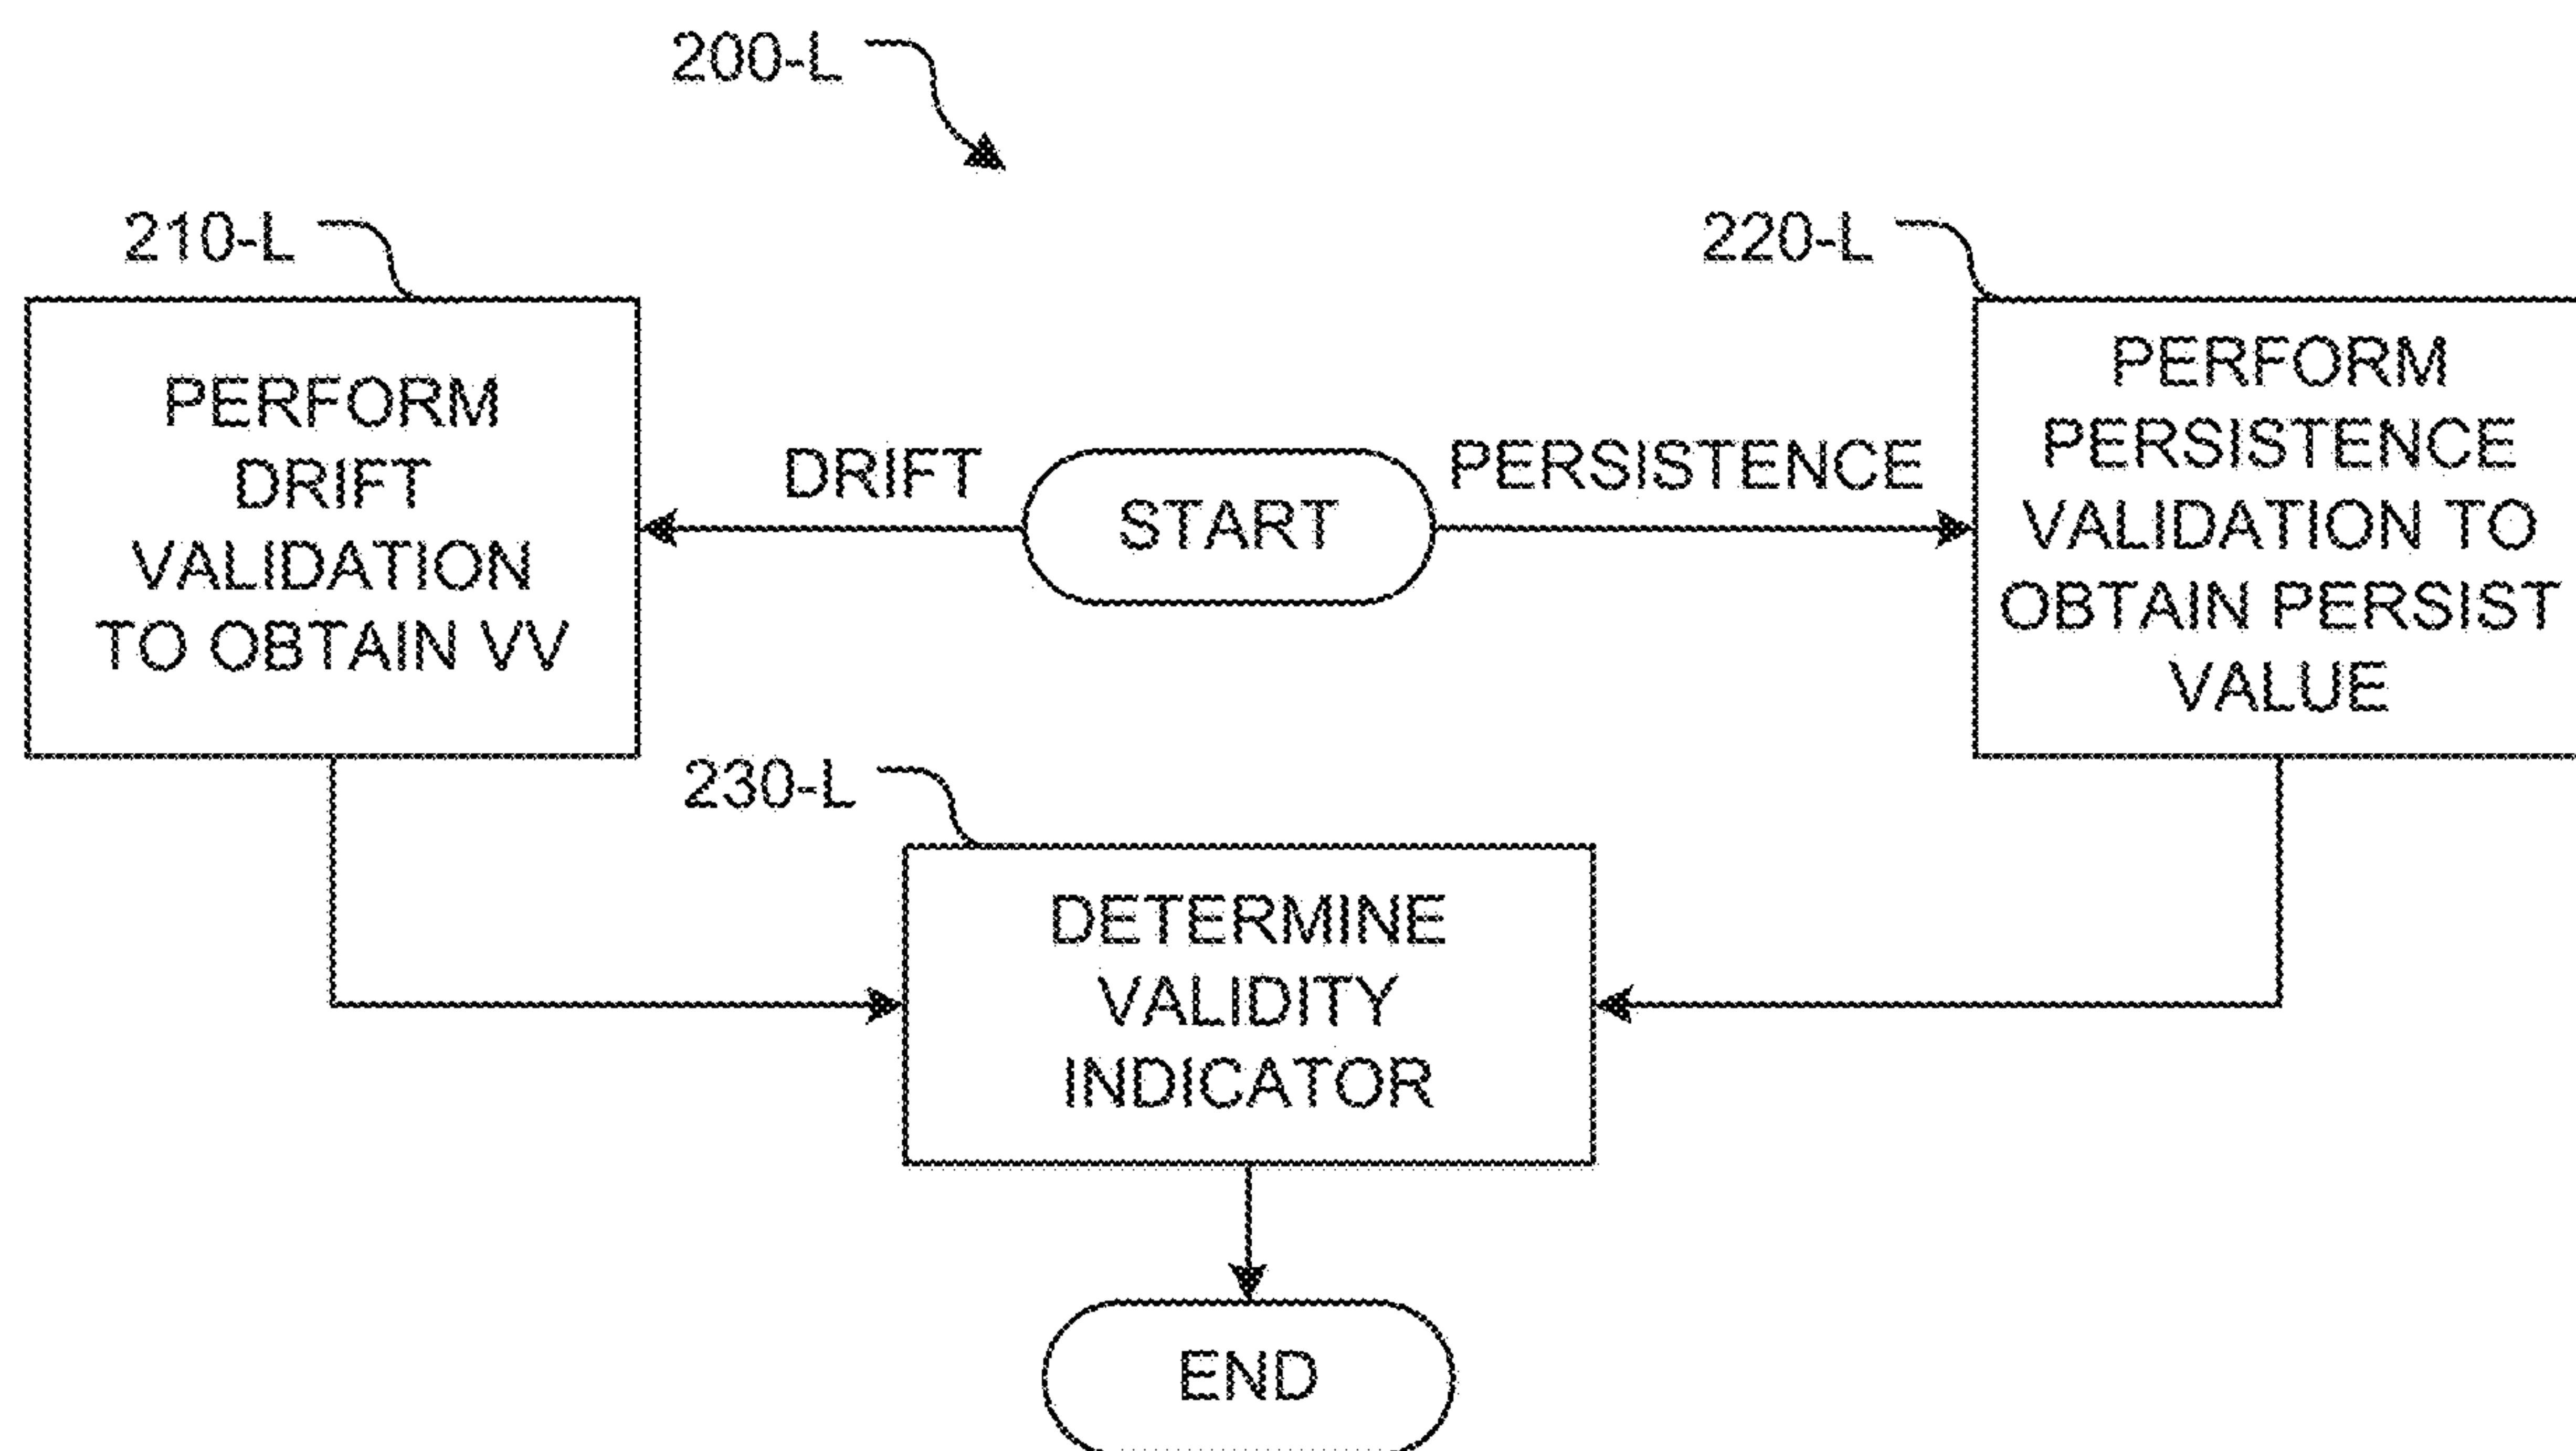 200-L
210-L
220-L
PERFORM
DRIFT
VALIDATION
TO OBTAIN VV
DRIFT
START
PERSISTENCE
PERFORM
PERSISTENCE
VALIDATION TO
OBTAIN PERSIST
VALUE
230-L
DETERMINE
VALIDITY
INDICATOR
END